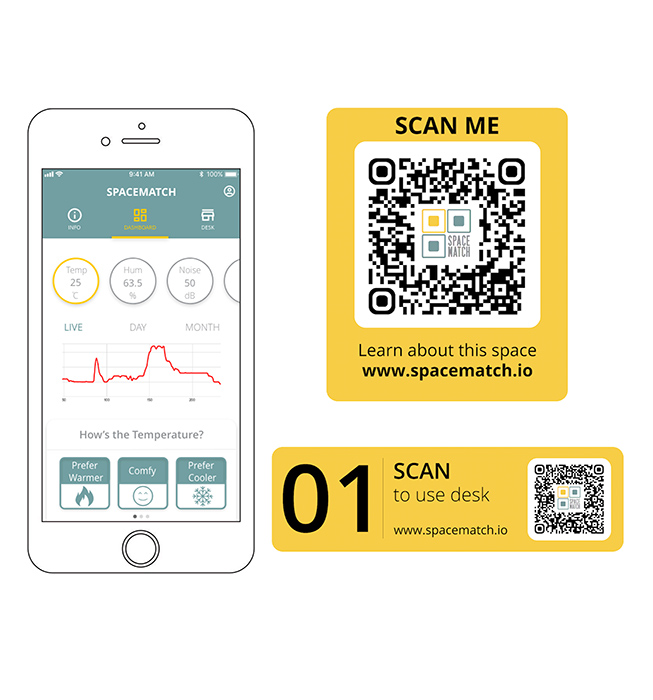 9:41 AM
100%
SPACEMATCH
INFO
DASHBOARD
DESK
Temp
25
℃
Hum
63.5
%
Noise
50
dB
LIVE
DAY
MONTH
50
100
150
200
How's the Temperature?
Prefer
Warmer
Comfy
Prefer
Cooler
SCAN ME
SPACE
MATCH
Learn about this space
www.spacematch.io
01
SCAN
to use desk
www.spacematch.io